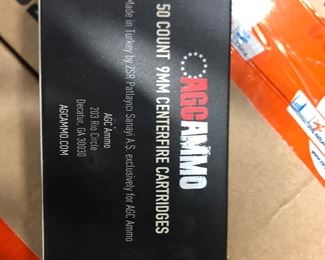 AGCAMMO
50 COUNT 9MM CENTERFIRE CARTRIDGES
Made in Turkey by ZSR Patlayici Sanayi A.S. exclusively for AGC Ammo
AGC Ammo
203 Rio Circle
Decatur, GA 30030
AGCAMMO.COM